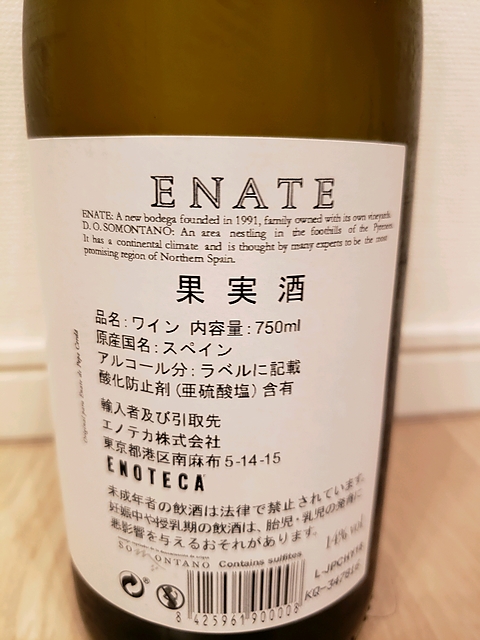 ENATE
ENATE: A new bodega founded in 1991, family owned with its own vineyards.
D. O. SOMONTANO: An area nestling in the foothills of the Pyrenees.
It has a continental climate and is thought by many experts to be the most
promising region of Northern Spain.
果実酒
品名:ワイン 内容量:750ml
原産国名:スペイン
アルコール分:ラベルに記載
酸化防止剤(亜硫酸塩)含有
輸入者及び引取先
エノテカ株式会社
東京都港区南麻布5-14-15
ENOTECA
未成年者の飲酒は法律で禁止されています。
妊娠中や授乳期の飲酒は、胎児・乳児の発育に
悪影響を与えるおそれがあります。
14% vol.
SOMONTANO Contains sulfites
8 425961 900008